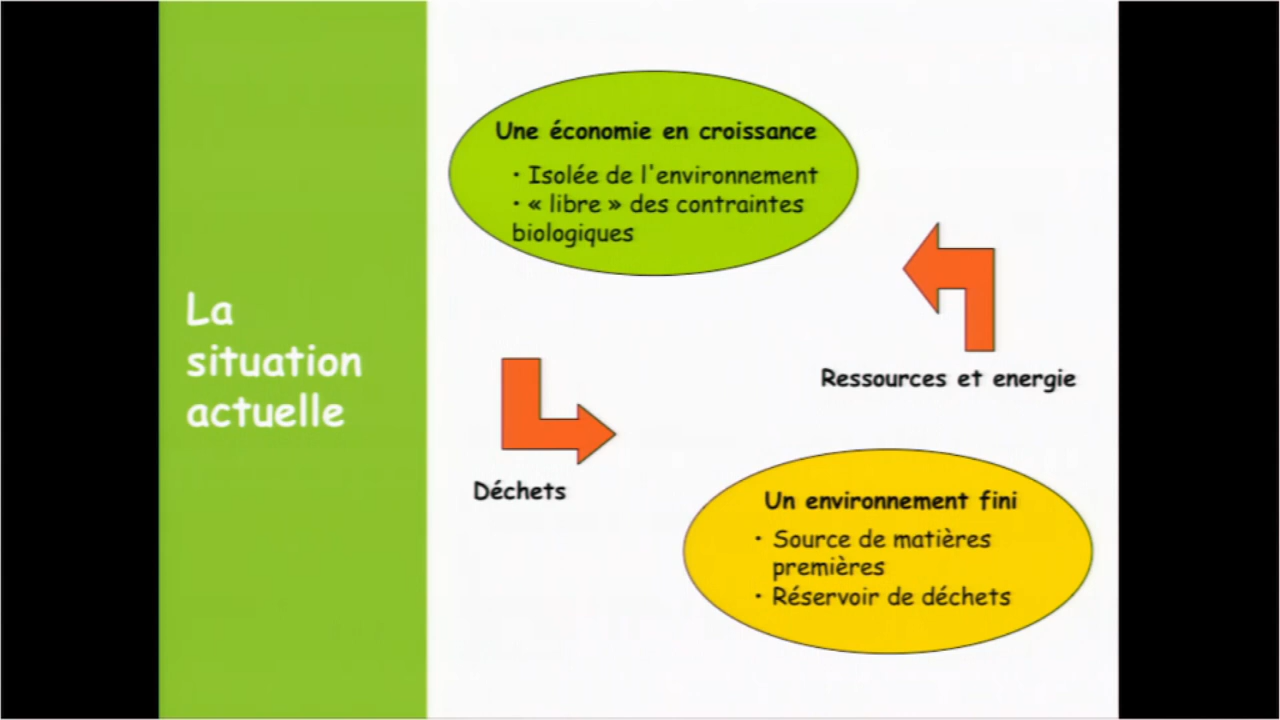 La
situation
actuelle
Une économie en croissance
• Isolée de l'environnement
• « libre » des contraintes
biologiques
Ressources et energie
Déchets
Un environnement fini
• Source de matières
premières
• Réservoir de déchets